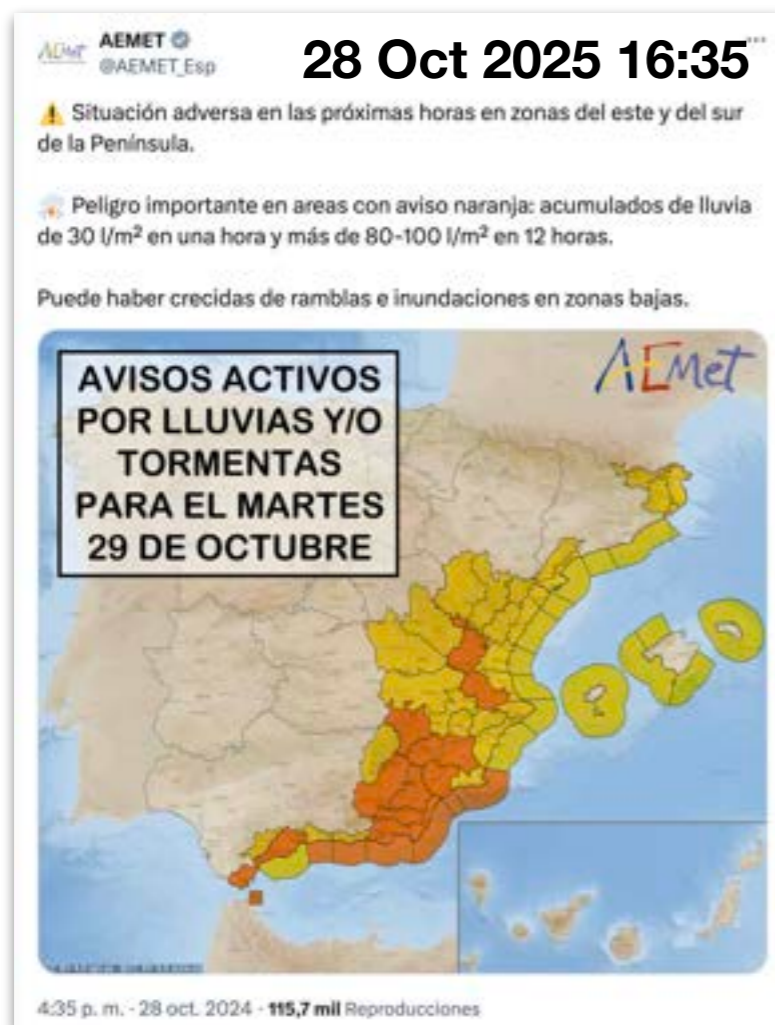 AEMET
@AEMET_Esp
28 Oct 2025 16:35
⚠️ Situación adversa en las próximas horas en zonas del este y del sur
de la Península.
⛈️ Peligro importante en areas con aviso naranja: acumulados de lluvia
de 30 l/m² en una hora y más de 80-100 l/m² en 12 horas.
Puede haber crecidas de ramblas e inundaciones en zonas bajas.
AEMet
AVISOS ACTIVOS
POR LLUVIAS Y/O
TORMENTAS
PARA EL MARTES
29 DE OCTUBRE
4:35 p. m. · 28 oct. 2024 · 115,7 mil Reproducciones